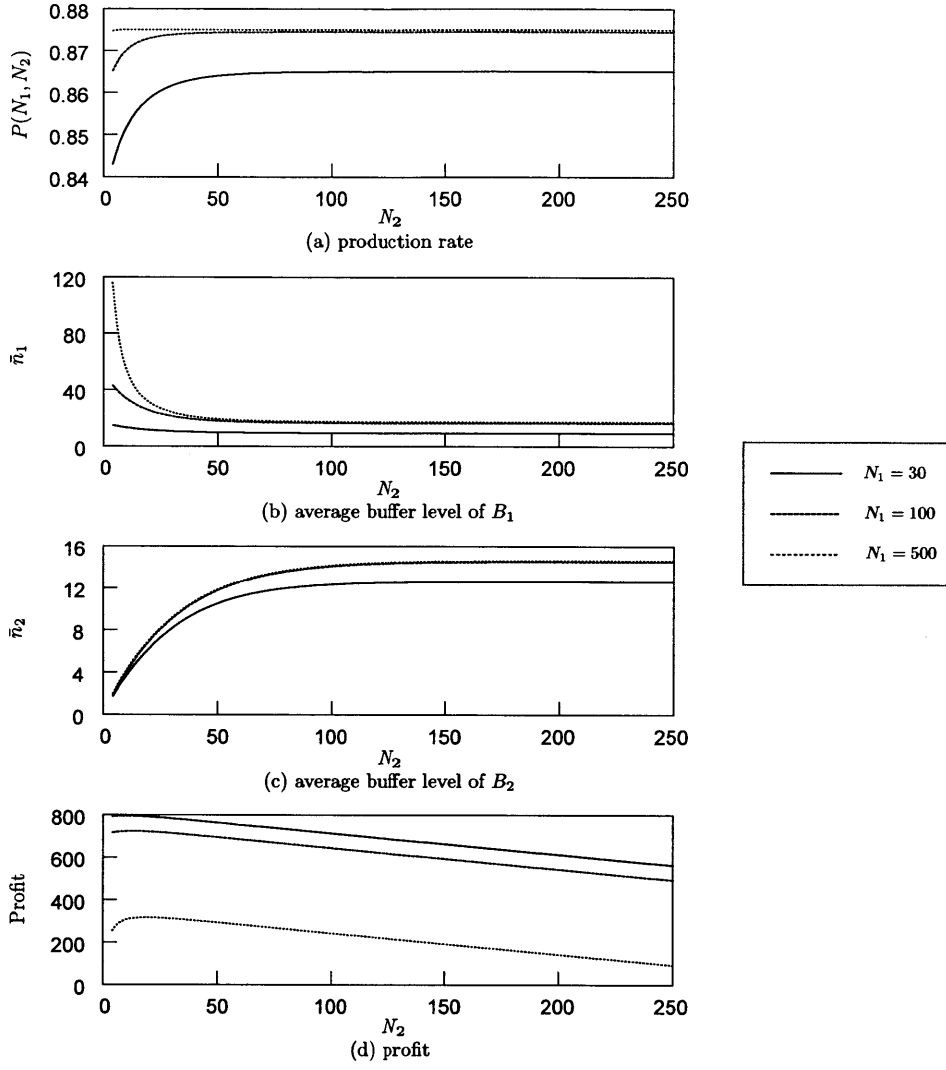 0.88
0.87
0.86
0.85
0.84
P(N₁, N₂)
0 50 100 150 200 250
N₂
(a) production rate
120
80
40
0
n̄₁
0 50 100 150 200 250
N₂
(b) average buffer level of B₁
N₁ = 30
N₁ = 100
N₁ = 500
16
12
8
4
0
n̄₂
0 50 100 150 200 250
N₂
(c) average buffer level of B₂
800
600
400
200
0
Profit
0 50 100 150 200 250
N₂
(d) profit